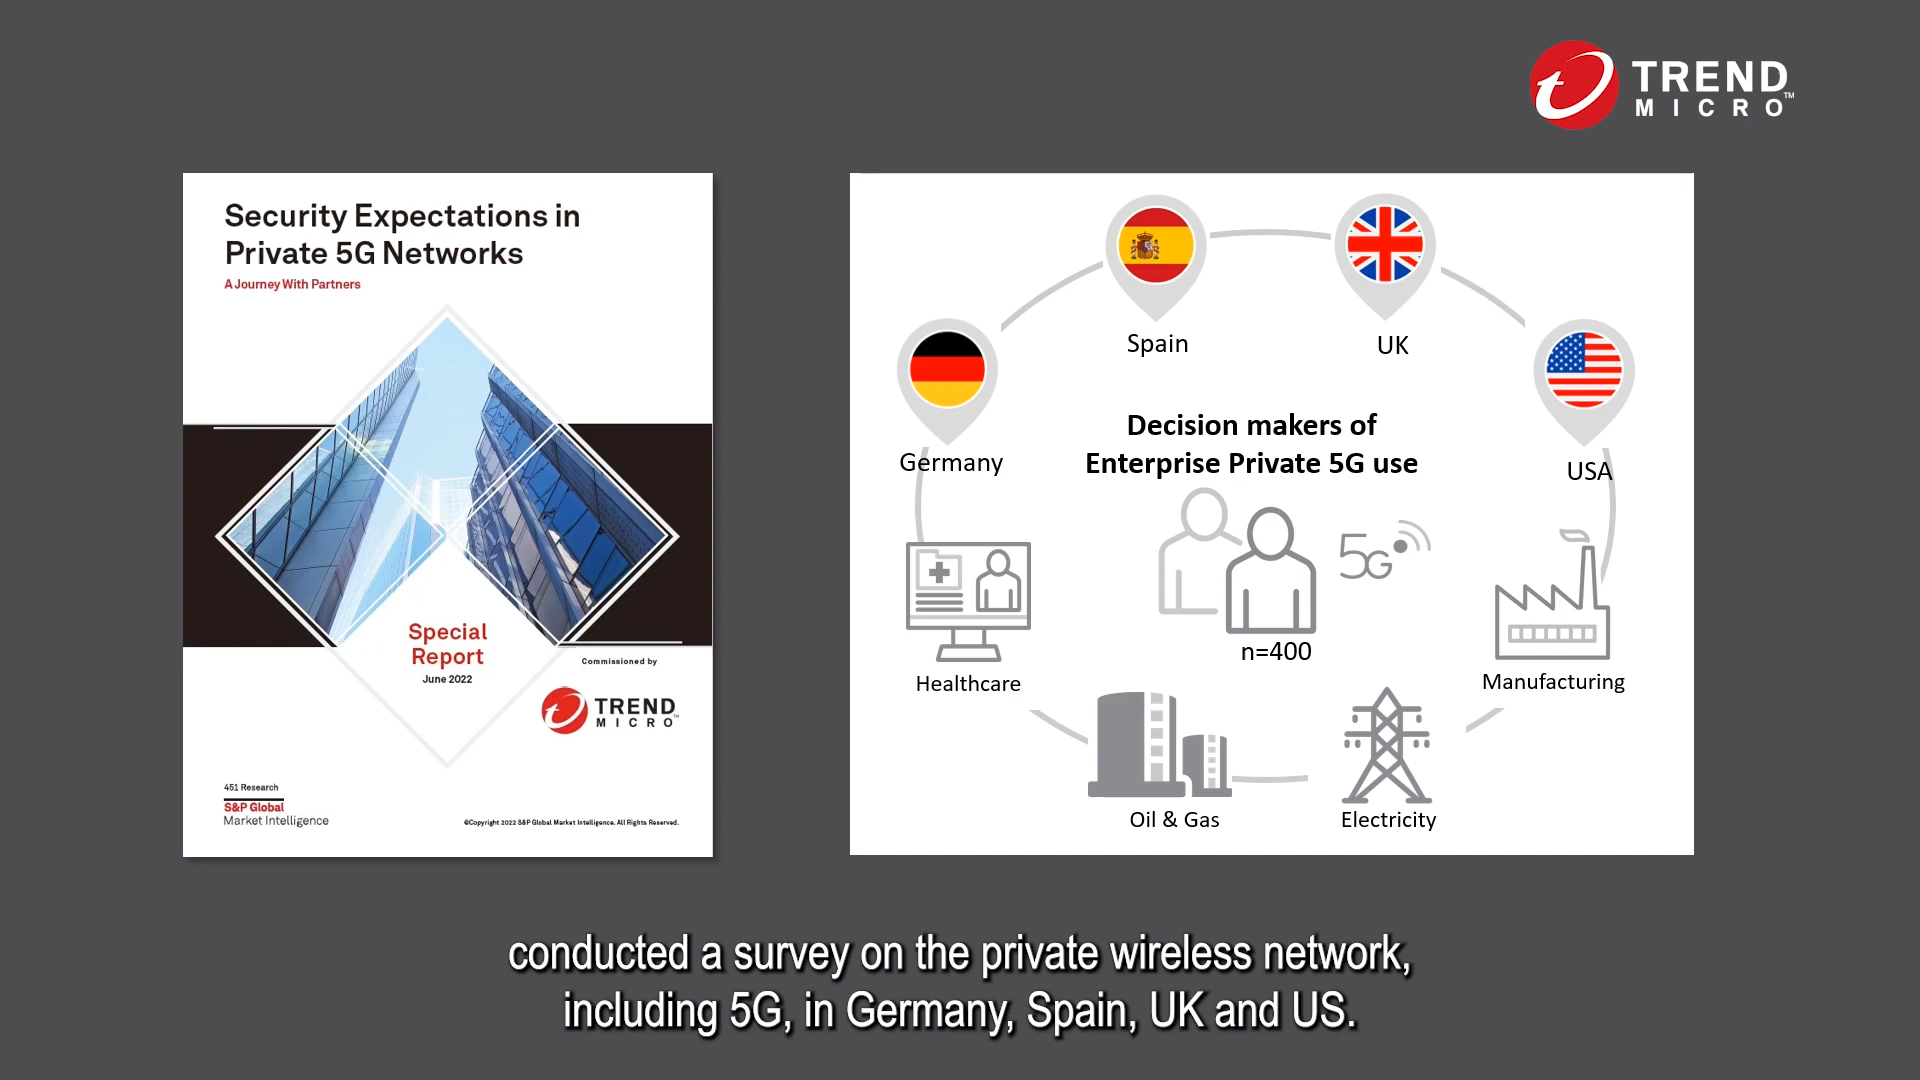 TREND
MICRO™
Security Expectations in
Private 5G Networks
A Journey With Partners
Special
Report
June 2022
Commissioned by
TREND
MICRO™
451 Research
S&P Global
Market Intelligence
©Copyright 2022 S&P Global Market Intelligence. All Rights Reserved.
Spain
UK
Germany
USA
Decision makers of
Enterprise Private 5G use
5G
n=400
Healthcare
Manufacturing
Oil & Gas
Electricity
conducted a survey on the private wireless network,
including 5G, in Germany, Spain, UK and US.